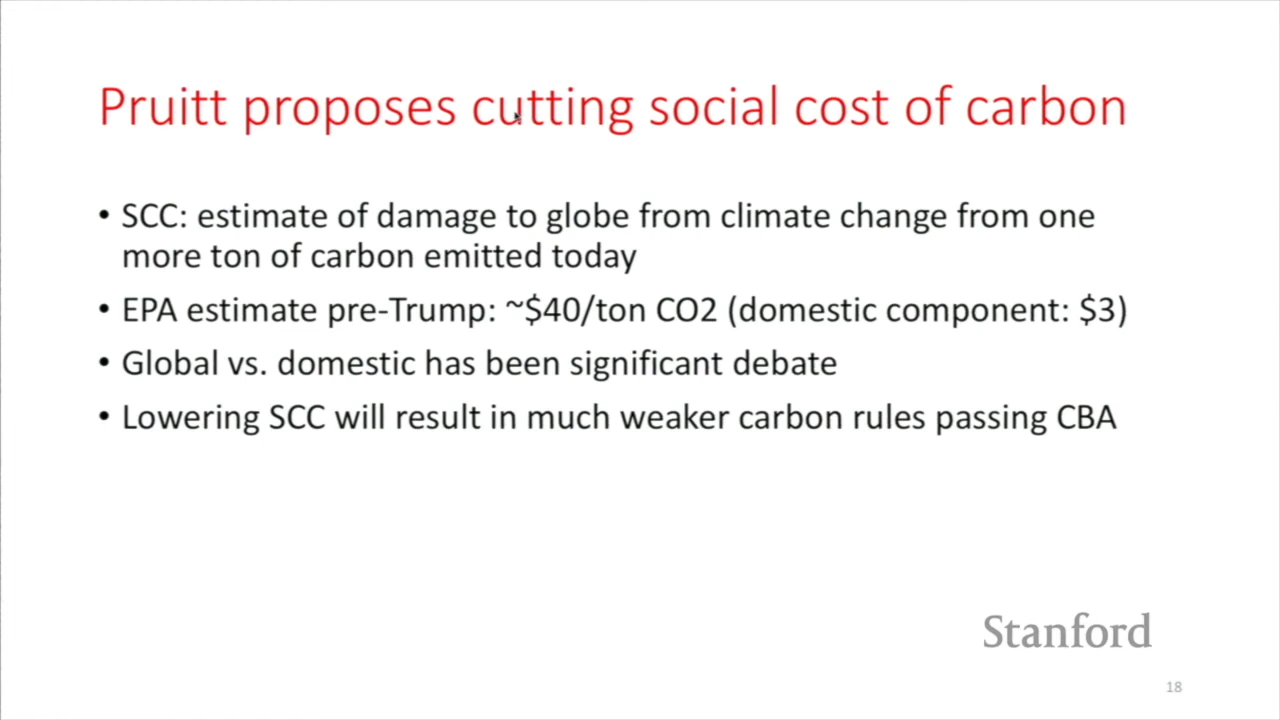 Pruitt proposes cutting social cost of carbon
• SCC: estimate of damage to globe from climate change from one
more ton of carbon emitted today
• EPA estimate pre-Trump: ~$40/ton CO2 (domestic component: $3)
• Global vs. domestic has been significant debate
• Lowering SCC will result in much weaker carbon rules passing CBA
Stanford
18